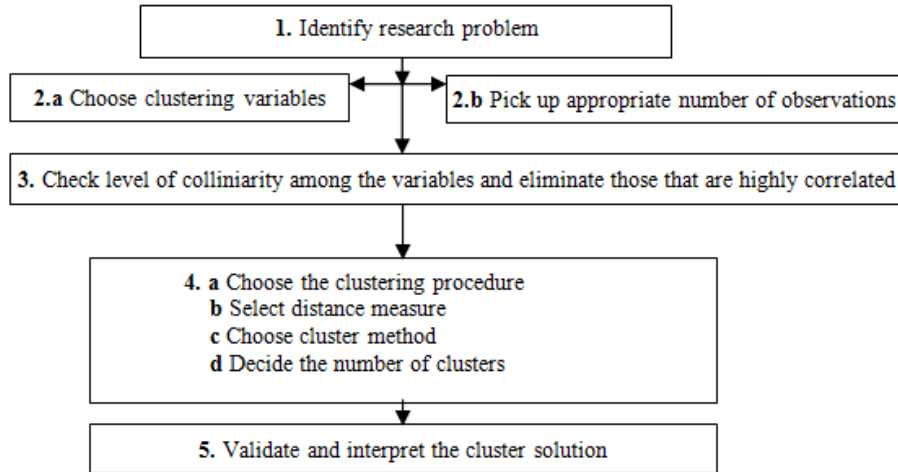 1. Identify research problem
2.a Choose clustering variables
2.b Pick up appropriate number of observations
3. Check level of colliniarity among the variables and eliminate those that are highly correlated
4. a Choose the clustering procedure
b Select distance measure
c Choose cluster method
d Decide the number of clusters
5. Validate and interpret the cluster solution